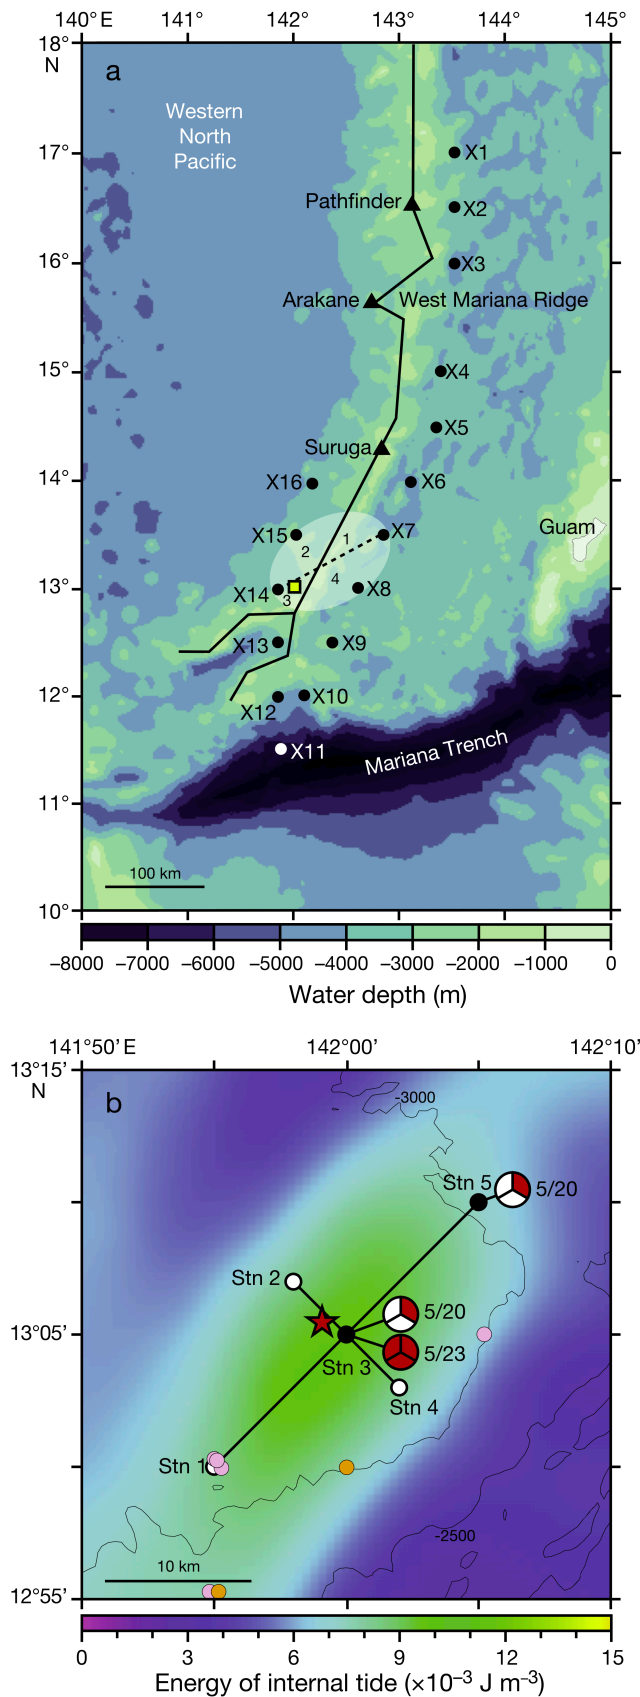 140° E 141° 142° 143° 144° 145°
18°
N
a
Western
North
Pacific
17°
X1
Pathfinder
X2
16°
X3
Arakane
West Mariana Ridge
15°
X4
X5
Suruga
14°
X16
X6
Guam
X15
1
X7
2
4
13°
X14
3
X8
X13
X9
12°
X12
X10
X11
Mariana Trench
11°
100 km
10°
–8000 –7000 –6000 –5000 –4000 –3000 –2000 –1000 0
Water depth (m)
141°50' E 142°00' 142°10'
13°15'
N
b
-3000
Stn 5
5/20
Stn 2
5/20
13°05'
5/23
Stn 3
Stn 4
Stn 1
-2500
10 km
12°55'
0 3 6 9 12 15
Energy of internal tide (×10–3 J m–3)